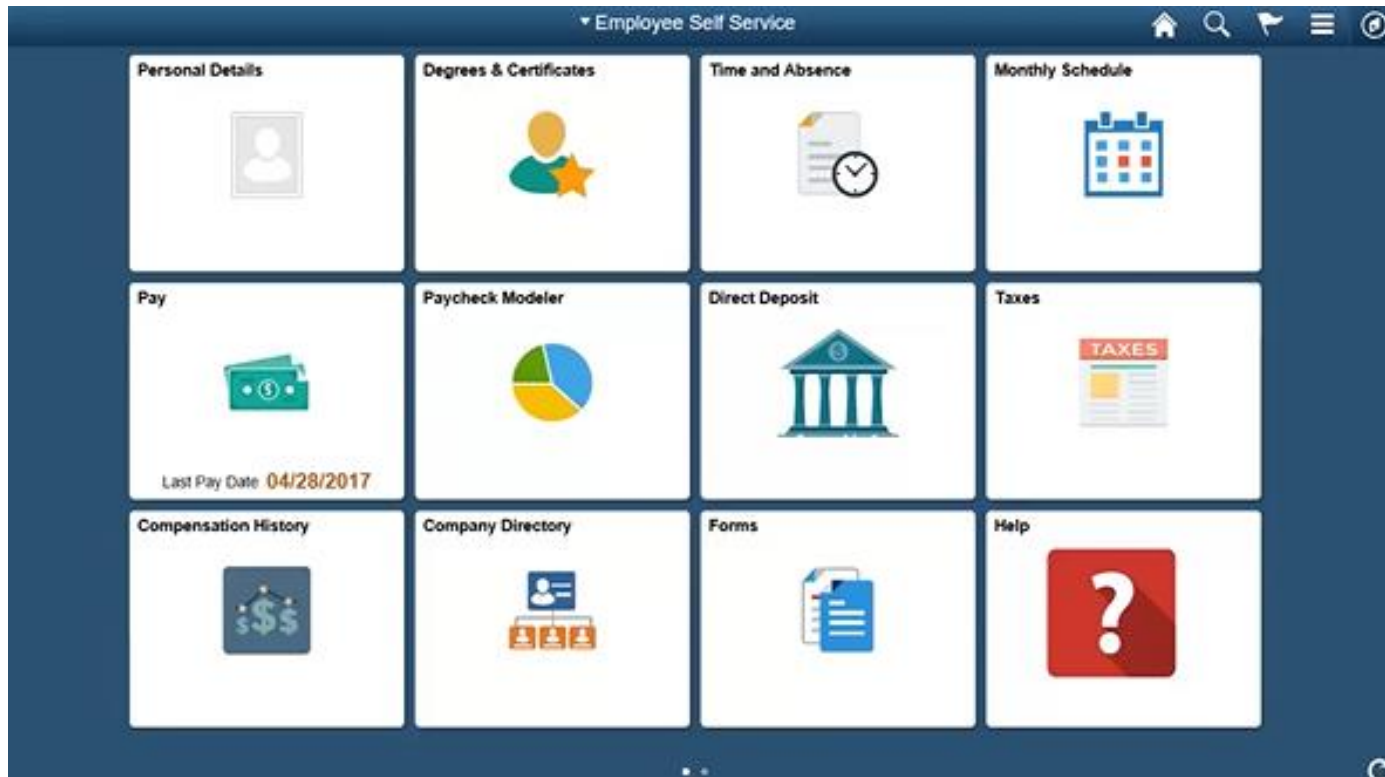 Employee Self Service
Personal Details
Degrees & Certificates
Time and Absence
Monthly Schedule
Pay
Last Pay Date 04/28/2017
Paycheck Modeler
Direct Deposit
Taxes
TAXES
Compensation History
$$$
Company Directory
Forms
Help
?